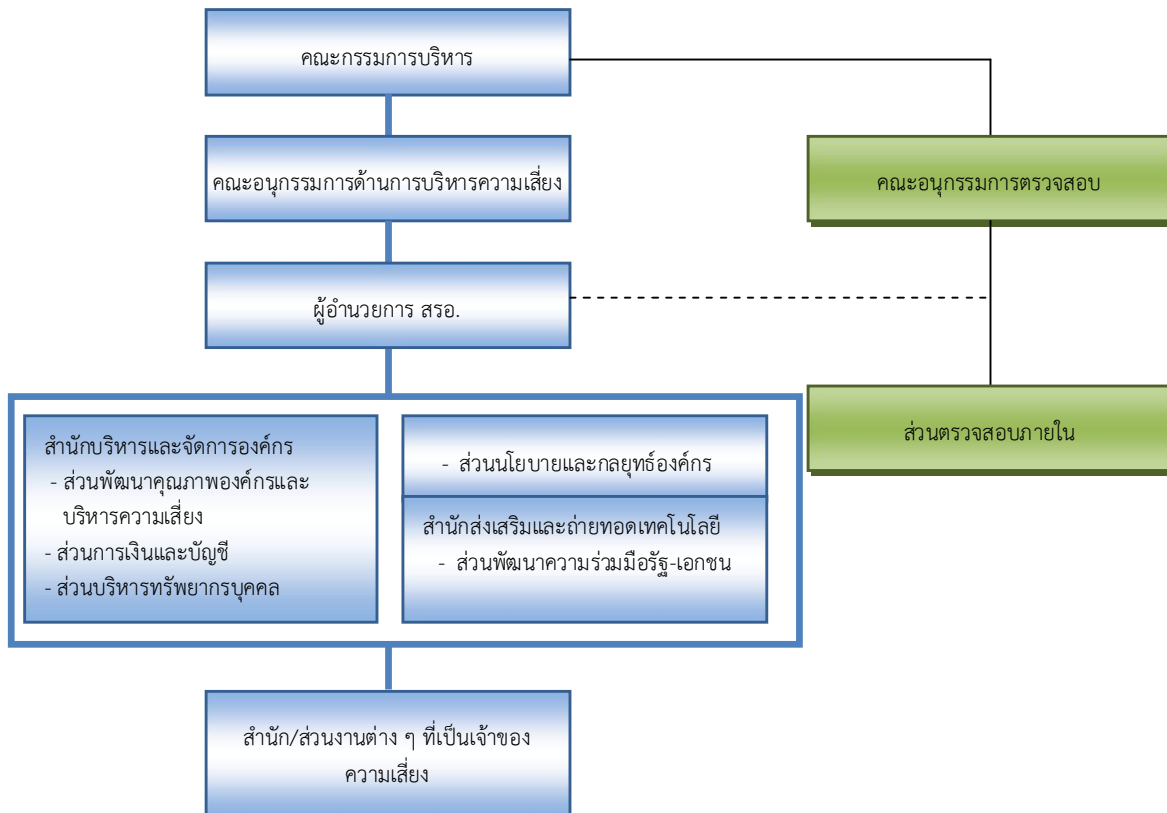 คณะกรรมการบริหาร
คณะอนุกรรมการด้านการบริหารความเสี่ยง
คณะอนุกรรมการตรวจสอบ
ผู้อำนวยการ สรอ.
สำนักบริหารและจัดการองค์กร
- ส่วนพัฒนาคุณภาพองค์กรและ
บริหารความเสี่ยง
- ส่วนการเงินและบัญชี
- ส่วนบริหารทรัพยากรบุคคล
- ส่วนนโยบายและกลยุทธ์องค์กร
สำนักส่งเสริมและถ่ายทอดเทคโนโลยี
- ส่วนพัฒนาความร่วมมือรัฐ-เอกชน
ส่วนตรวจสอบภายใน
สำนัก/ส่วนงานต่าง ๆ ที่เป็นเจ้าของ
ความเสี่ยง